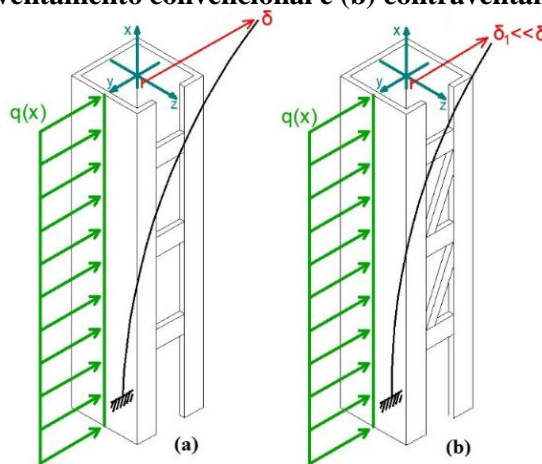 ventamento convencional e (b) contraventa
x
δ
y
z
q(x)
(a)
x
δ₁<<δ
y
z
q(x)
(b)